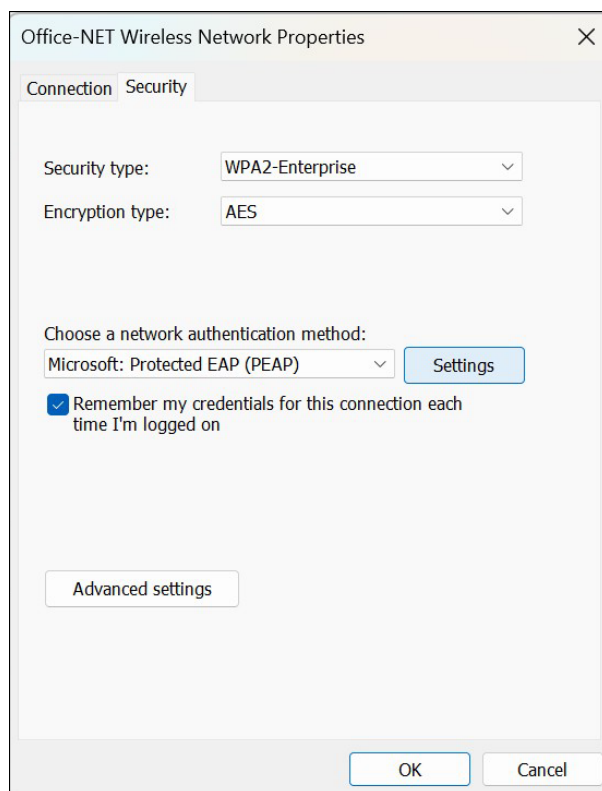 Office-NET Wireless Network Properties
Connection Security
Security type: WPA2-Enterprise
Encryption type: AES
Choose a network authentication method:
Microsoft: Protected EAP (PEAP) Settings
Remember my credentials for this connection each
time I'm logged on
Advanced settings
OK Cancel